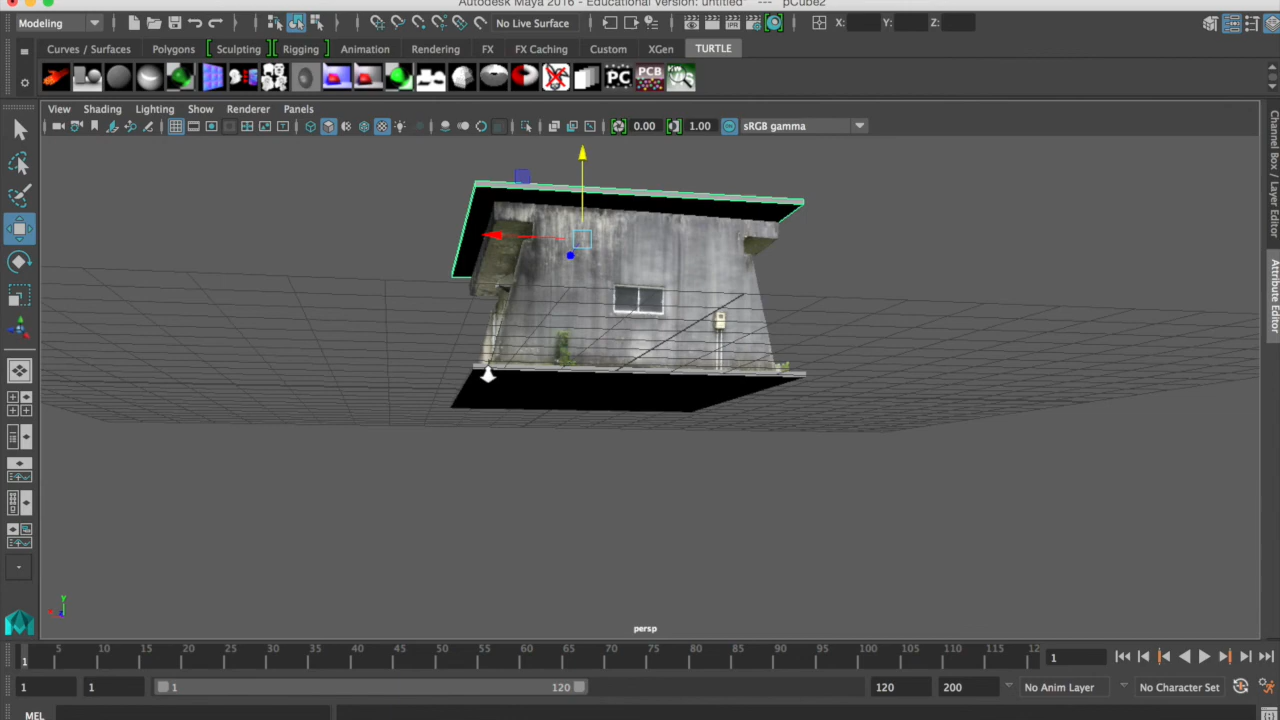 Autodesk Maya 2016 - Educational Version: untitled* --- pCube2
Modeling No Live Surface X: Y: Z:
Curves / Surfaces Polygons Sculpting Rigging Animation Rendering FX FX Caching Custom XGen TURTLE
PC PCB
View Shading Lighting Show Renderer Panels
0.00 1.00 sRGB gamma
Channel Box / Layer Editor
Attribute Editor
y
persp
5 10 15 20 25 30 35 40 45 50 55 60 65 70 75 80 85 90 95 100 105 110 115 12
1 1
1 1 1 120 120 200 No Anim Layer No Character Set
MEL